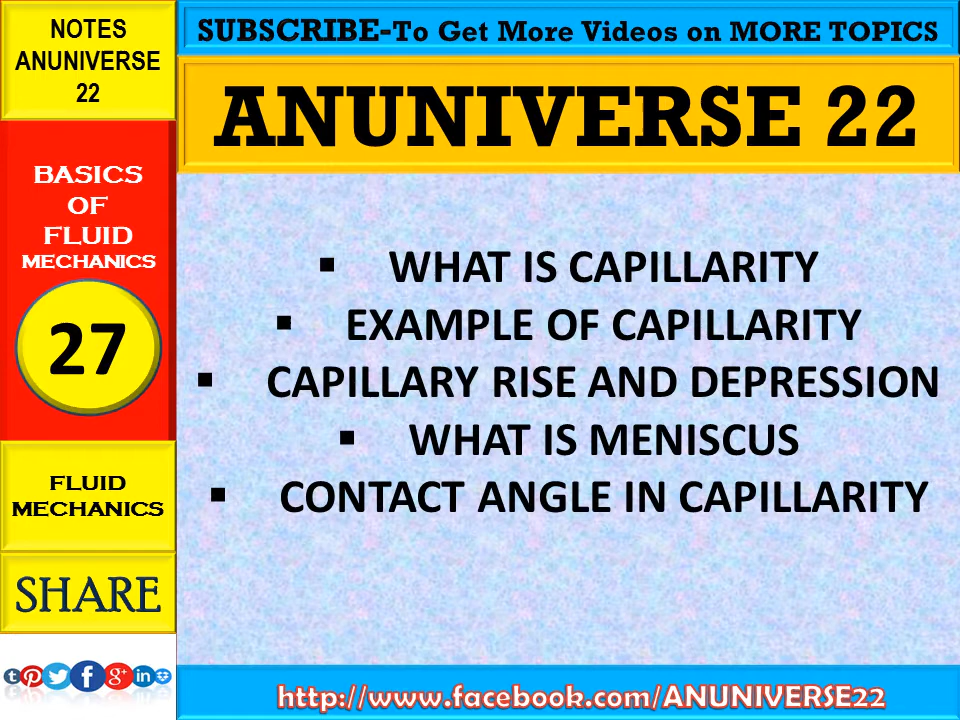 NOTES
ANUNIVERSE
22
SUBSCRIBE-To Get More Videos on MORE TOPICS
ANUNIVERSE 22
BASICS
OF
FLUID
MECHANICS
27
FLUID
MECHANICS
SHARE
▪ WHAT IS CAPILLARITY
▪ EXAMPLE OF CAPILLARITY
▪ CAPILLARY RISE AND DEPRESSION
▪ WHAT IS MENISCUS
▪ CONTACT ANGLE IN CAPILLARITY
http://www.facebook.com/ANUNIVERSE22